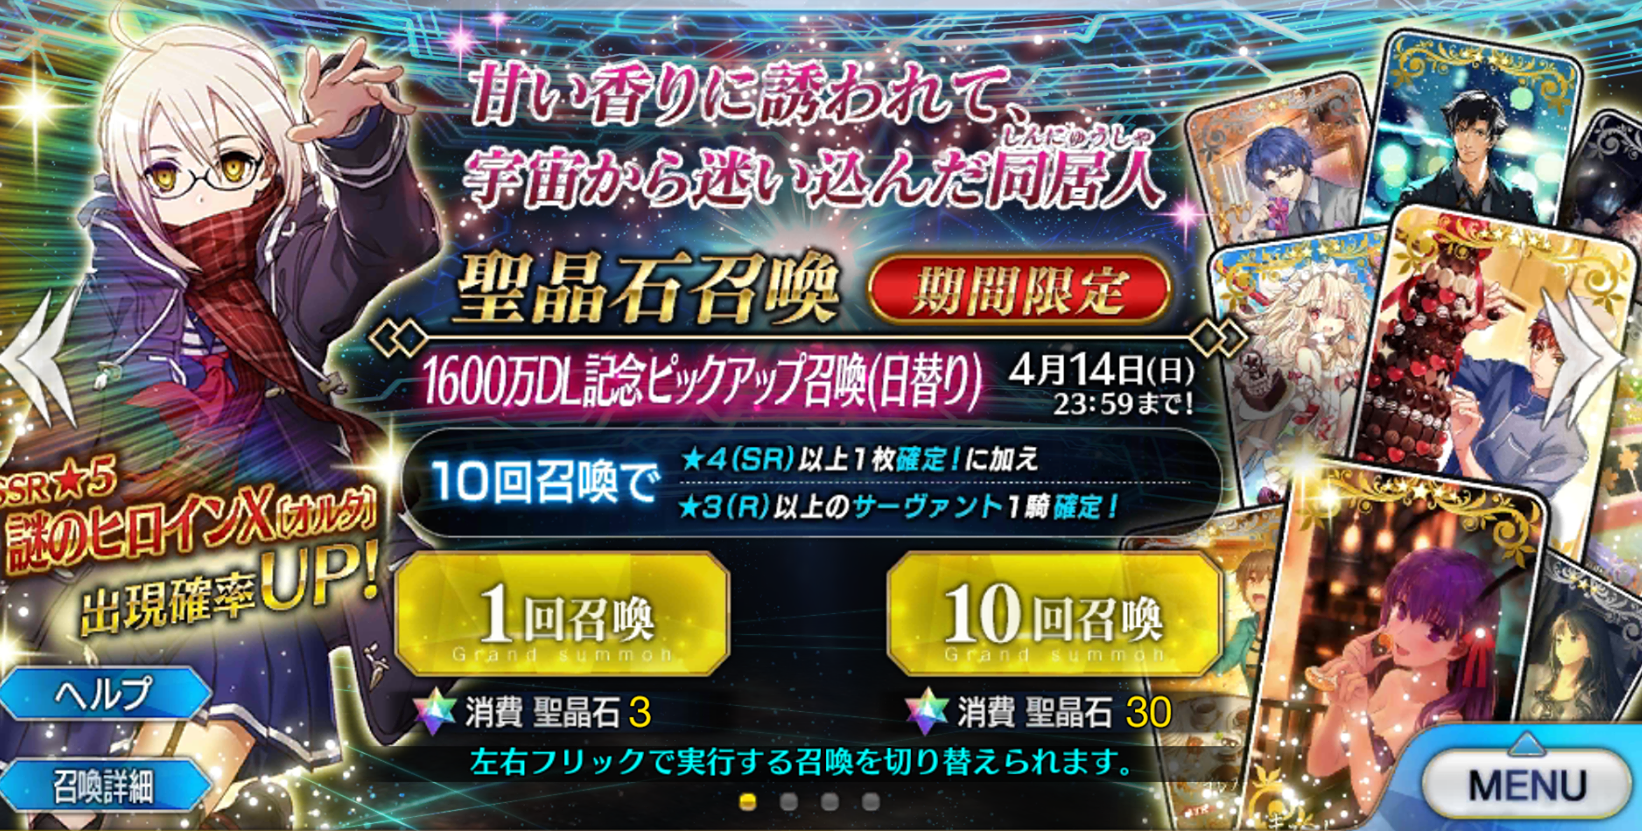 甘い香りに誘われて、
しんにゅうしゃ
宇宙から迷い込んだ同居人
聖晶石召喚
期間限定
1600万DL記念ピックアップ召喚(日替り)
4月14日(日)
23:59まで!
10回召喚で
★4(SR)以上1枚確定!に加え
★3(R)以上のサーヴァント1騎確定!
SSR★5
謎のヒロインX〔オルタ〕
出現確率UP!
1回召喚
Grand summon
10回召喚
Grand summon
消費 聖晶石 3
消費 聖晶石 30
ヘルプ
召喚詳細
左右フリックで実行する召喚を切り替えられます。
MENU